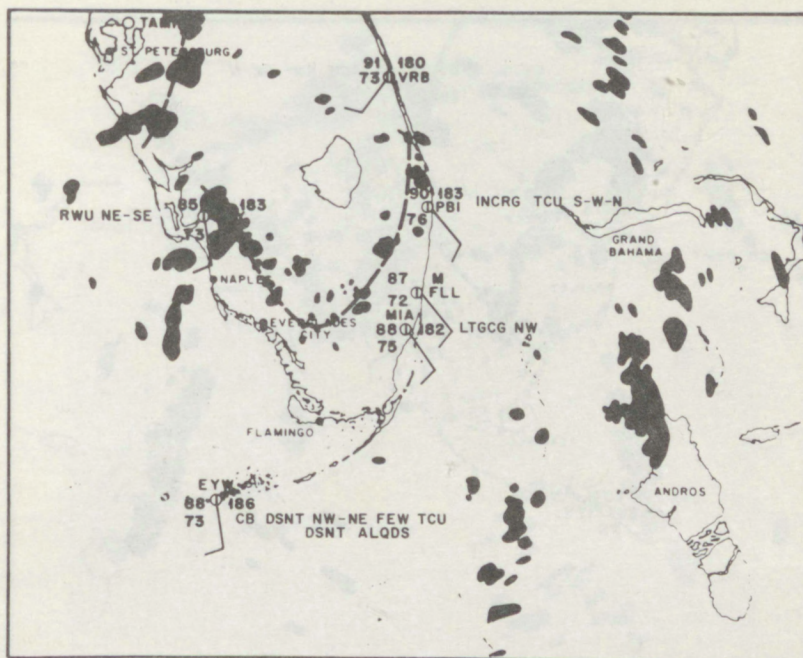 TAMPA
ST. PETERSBURG
91 180
73 VRB
85 183
73
RWU NE-SE
90 183
76 PBI
INCRG TCU S-W-N
GRAND
BAHAMA
NAPLES
87 M
72 FLL
MIA
88 182
75
LTGCG NW
EVERGLADES
CITY
FLAMINGO
ANDROS
EYW
88 186
73
CB DSNT NW-NE FEW TCU
DSNT ALQDS